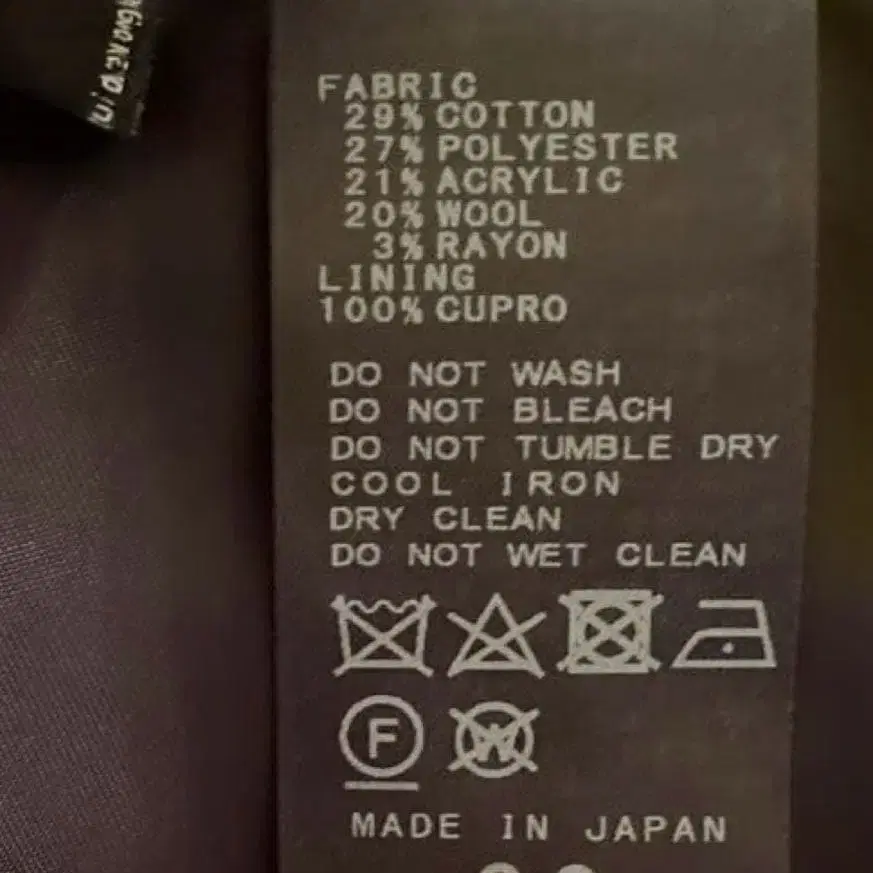 FABRIC
29% COTTON
27% POLYESTER
21% ACRYLIC
20% WOOL
3% RAYON
LINING
100% CUPRO
DO NOT WASH
DO NOT BLEACH
DO NOT TUMBLE DRY
COOL IRON
DRY CLEAN
DO NOT WET CLEAN
F W
MADE IN JAPAN